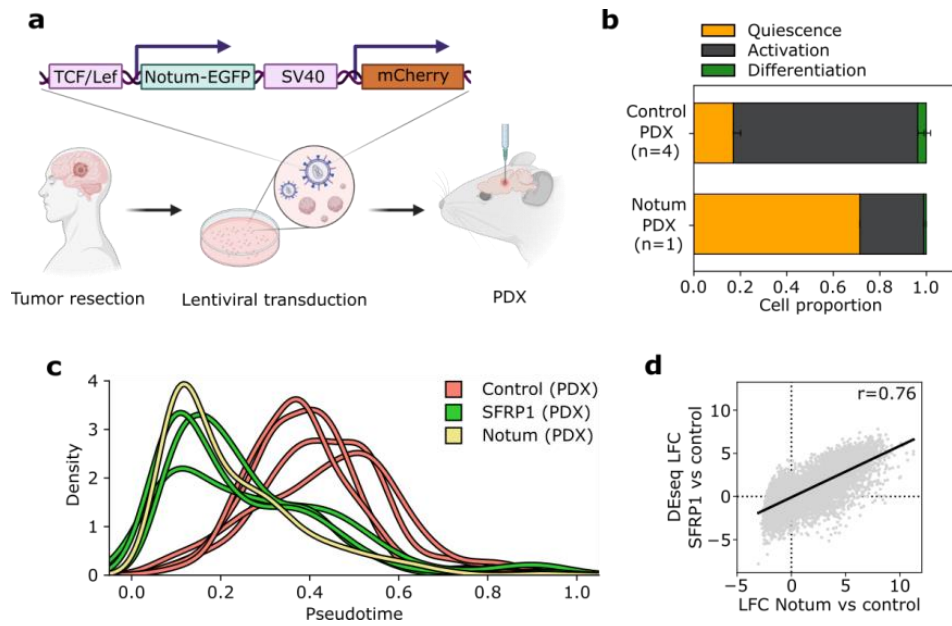 a
TCF/Lef Notum-EGFP SV40 mCherry
Tumor resection Lentiviral transduction PDX
b
Quiescence
Activation
Differentiation
Control
PDX
(n=4)
Notum
PDX
(n=1)
0.0 0.2 0.4 0.6 0.8 1.0
Cell proportion
c
Density
4
3
2
1
0
Control (PDX)
SFRP1 (PDX)
Notum (PDX)
0.0 0.2 0.4 0.6 0.8 1.0
Pseudotime
d
DEseq LFC
SFRP1 vs control
r=0.76
10
5
0
−5
−5 0 5 10
LFC Notum vs control